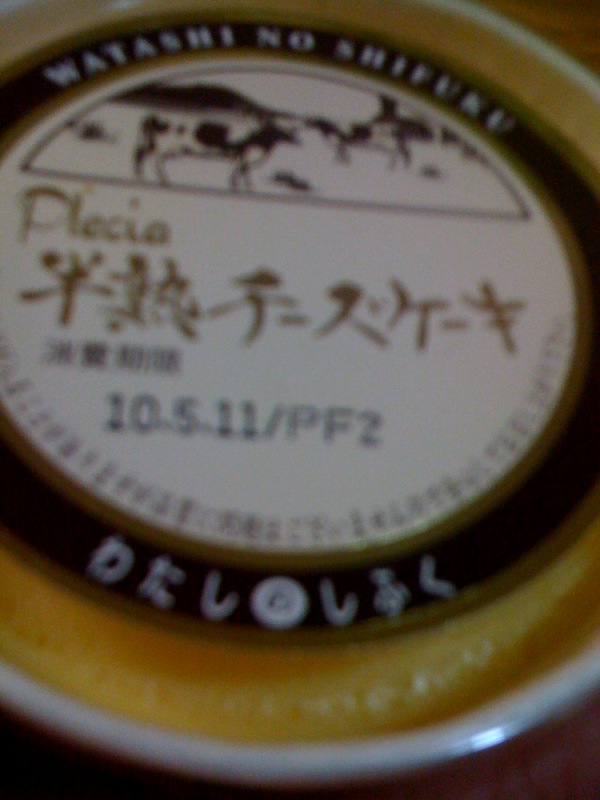 WATASHI NO SHIFUKU
Plecia
半熟チーズケーキ
消費期限
10.5.11/PF2
わたしのしふく